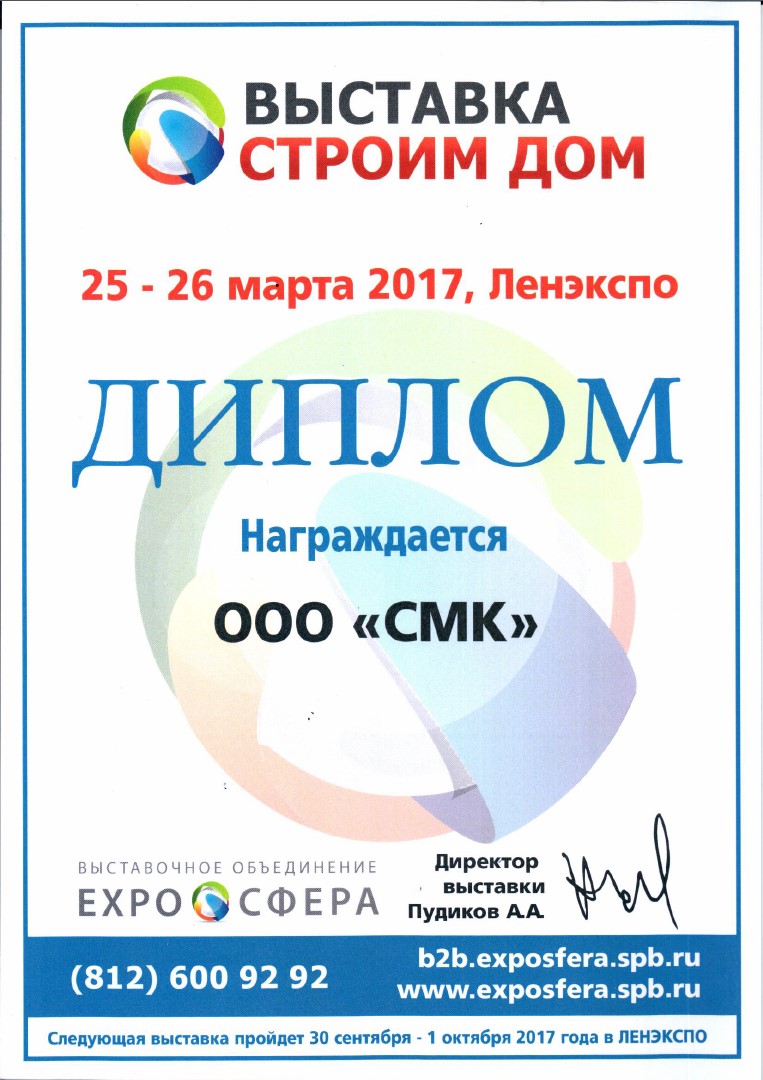 ВЫСТАВКА
СТРОИМ ДОМ
25 - 26 марта 2017, Ленэкспо
ДИПЛОМ
Награждается
ООО «СМК»
ВЫСТАВОЧНОЕ ОБЪЕДИНЕНИЕ
EXPO СФЕРА
Директор
выставки
Пудиков А.А.
(812) 600 92 92
b2b.exposfera.spb.ru
www.exposfera.spb.ru
Следующая выставка пройдет 30 сентября - 1 октября 2017 года в ЛЕНЭКСПО